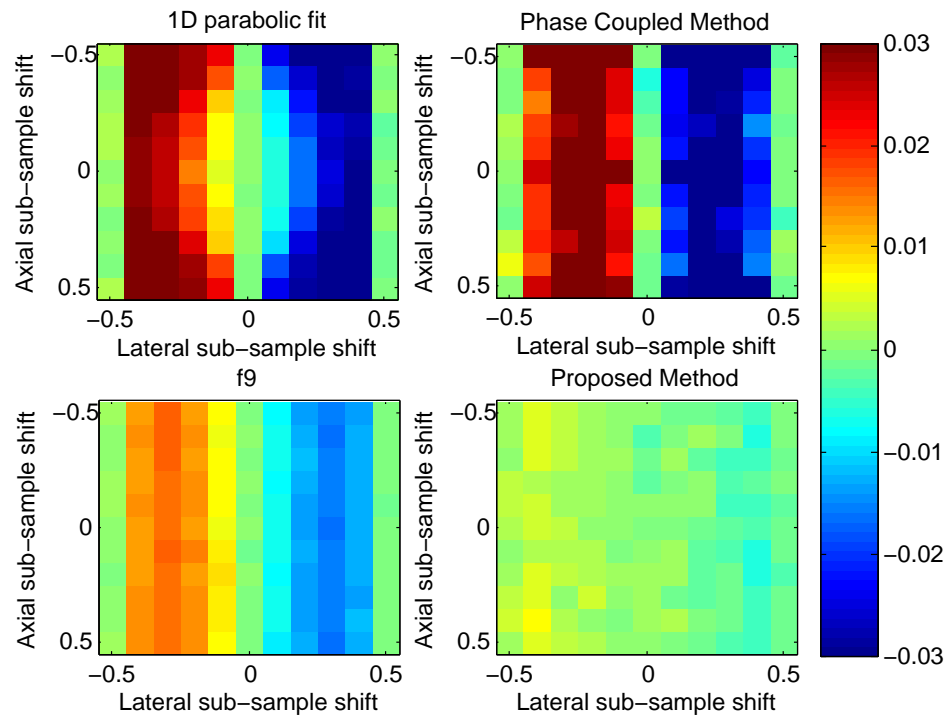 1D parabolic fit
Phase Coupled Method
Axial sub−sample shift
−0.5
0
0.5
−0.5
0
0.5
Lateral sub−sample shift
Axial sub−sample shift
−0.5
0
0.5
−0.5
0
0.5
Lateral sub−sample shift
f9
Proposed Method
Axial sub−sample shift
−0.5
0
0.5
−0.5
0
0.5
Lateral sub−sample shift
Axial sub−sample shift
−0.5
0
0.5
−0.5
0
0.5
Lateral sub−sample shift
0.03
0.02
0.01
0
−0.01
−0.02
−0.03